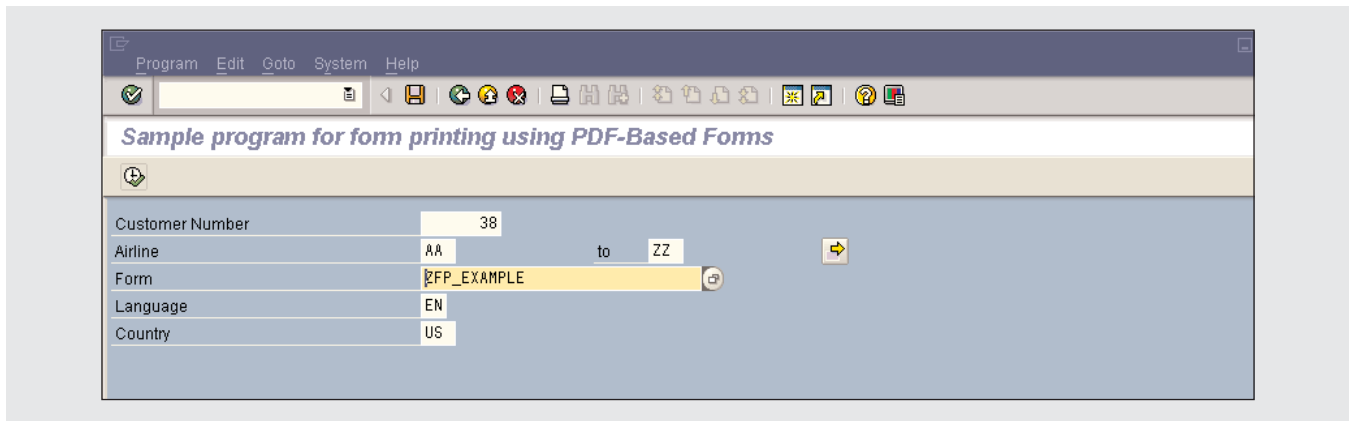 Program Edit Goto System Help
Sample program for form printing using PDF-Based Forms
Customer Number 38
Airline AA to ZZ
Form ZFP_EXAMPLE
Language EN
Country US